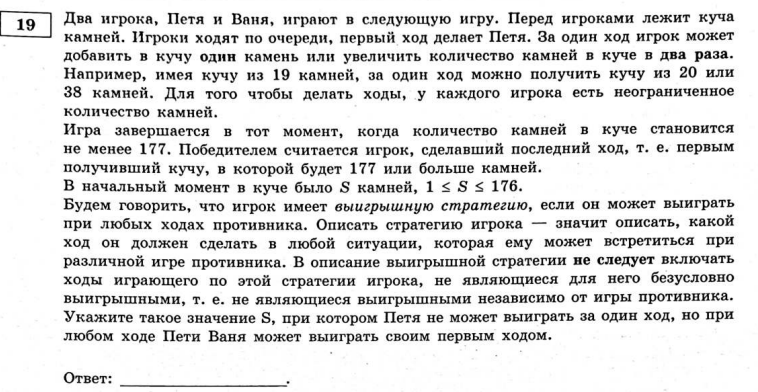 19
Два игрока, Петя и Ваня, играют в следующую игру. Перед игроками лежит куча
камней. Игроки ходят по очереди, первый ход делает Петя. За один ход игрок может
добавить в кучу один камень или увеличить количество камней в куче в два раза.
Например, имея кучу из 19 камней, за один ход можно получить кучу из 20 или
38 камней. Для того чтобы делать ходы, у каждого игрока есть неограниченное
количество камней.
Игра завершается в тот момент, когда количество камней в куче становится
не менее 177. Победителем считается игрок, сделавший последний ход, т. е. первым
получивший кучу, в которой будет 177 или больше камней.
В начальный момент в куче было S камней, 1 ≤ S ≤ 176.
Будем говорить, что игрок имеет выигрышную стратегию, если он может выиграть
при любых ходах противника. Описать стратегию игрока — значит описать, какой
ход он должен сделать в любой ситуации, которая ему может встретиться при
различной игре противника. В описание выигрышной стратегии не следует включать
ходы играющего по этой стратегии игрока, не являющиеся для него безусловно
выигрышными, т. е. не являющиеся выигрышными независимо от игры противника.
Укажите такое значение S, при котором Петя не может выиграть за один ход, но при
любом ходе Пети Ваня может выиграть своим первым ходом.
Ответ: ____________________.